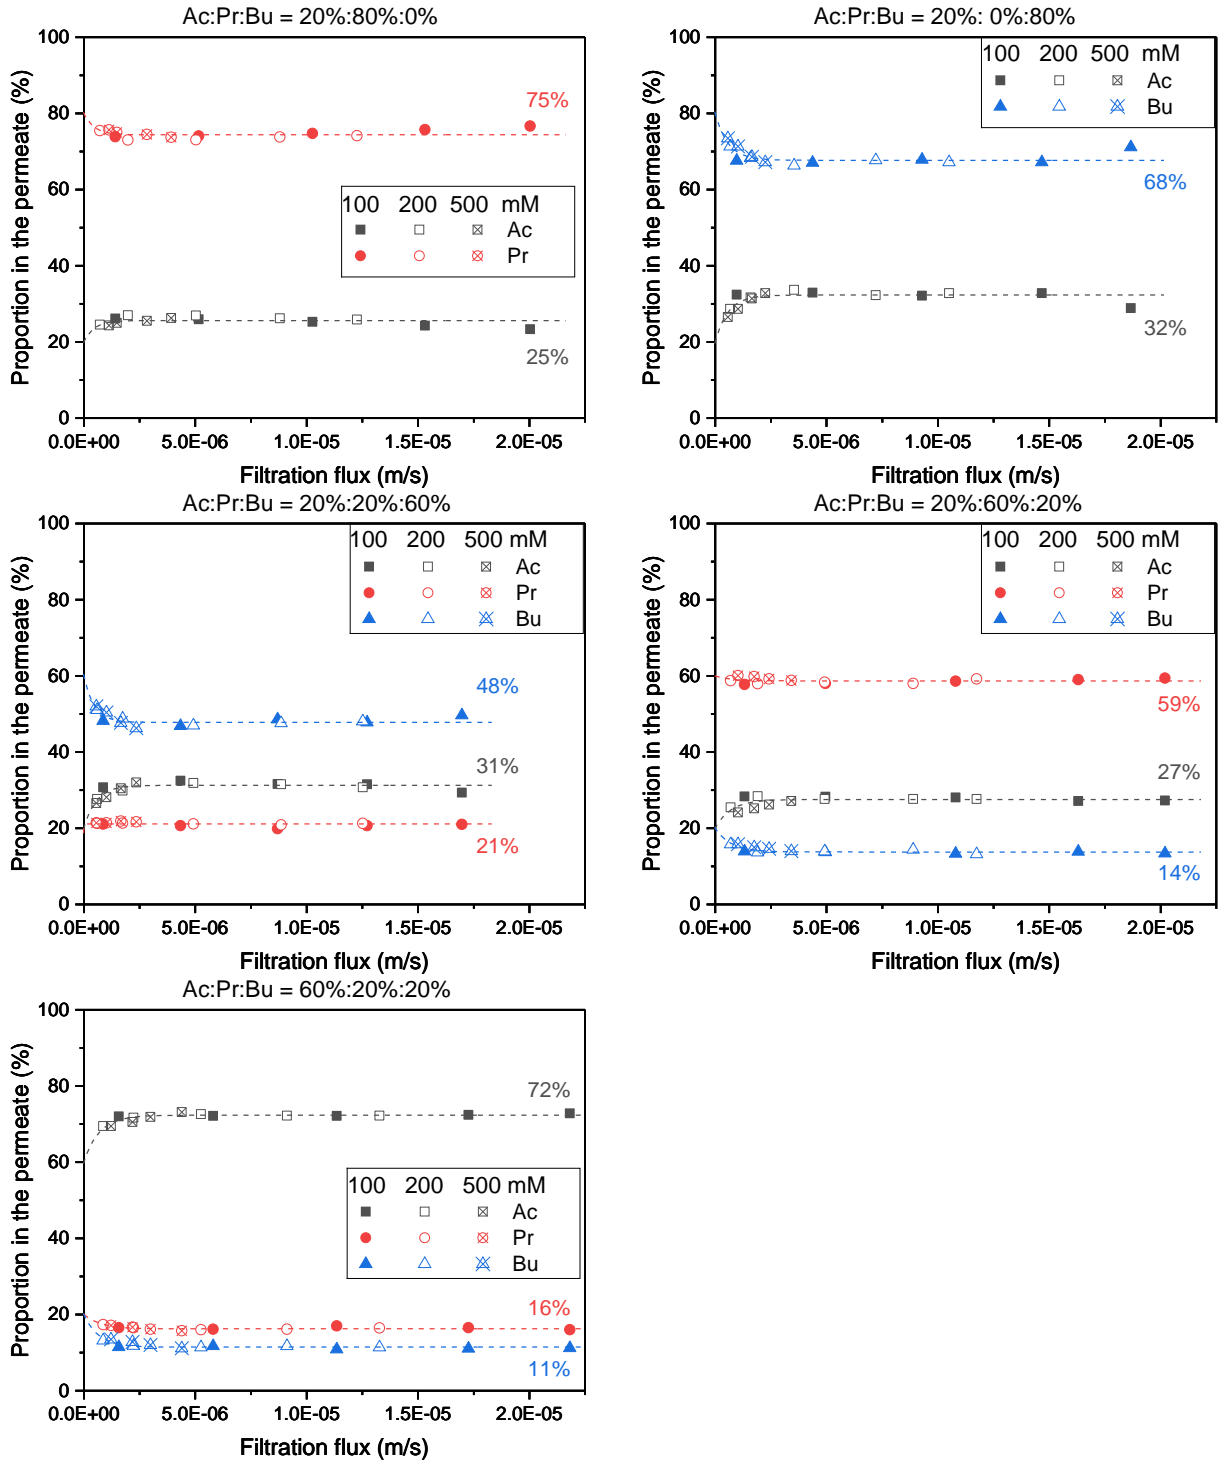 Ac:Pr:Bu = 20%:80%:0%
100
80
60
40
20
0
Proportion in the permeate (%)
75%
100 200 500 mM
Ac
Pr
25%
0.0E+00 5.0E-06 1.0E-05 1.5E-05 2.0E-05
Filtration flux (m/s)
Ac:Pr:Bu = 20%: 0%:80%
100
80
60
40
20
0
Proportion in the permeate (%)
100 200 500 mM
Ac
Bu
68%
32%
0.0E+00 5.0E-06 1.0E-05 1.5E-05 2.0E-05
Filtration flux (m/s)
Ac:Pr:Bu = 20%:20%:60%
100
80
60
40
20
0
Proportion in the permeate (%)
100 200 500 mM
Ac
Pr
Bu
48%
31%
21%
0.0E+00 5.0E-06 1.0E-05 1.5E-05 2.0E-05
Filtration flux (m/s)
Ac:Pr:Bu = 20%:60%:20%
100
80
60
40
20
0
Proportion in the permeate (%)
100 200 500 mM
Ac
Pr
Bu
59%
27%
14%
0.0E+00 5.0E-06 1.0E-05 1.5E-05 2.0E-05
Filtration flux (m/s)
Ac:Pr:Bu = 60%:20%:20%
100
80
60
40
20
0
Proportion in the permeate (%)
72%
100 200 500 mM
Ac
Pr
Bu
16%
11%
0.0E+00 5.0E-06 1.0E-05 1.5E-05 2.0E-05
Filtration flux (m/s)